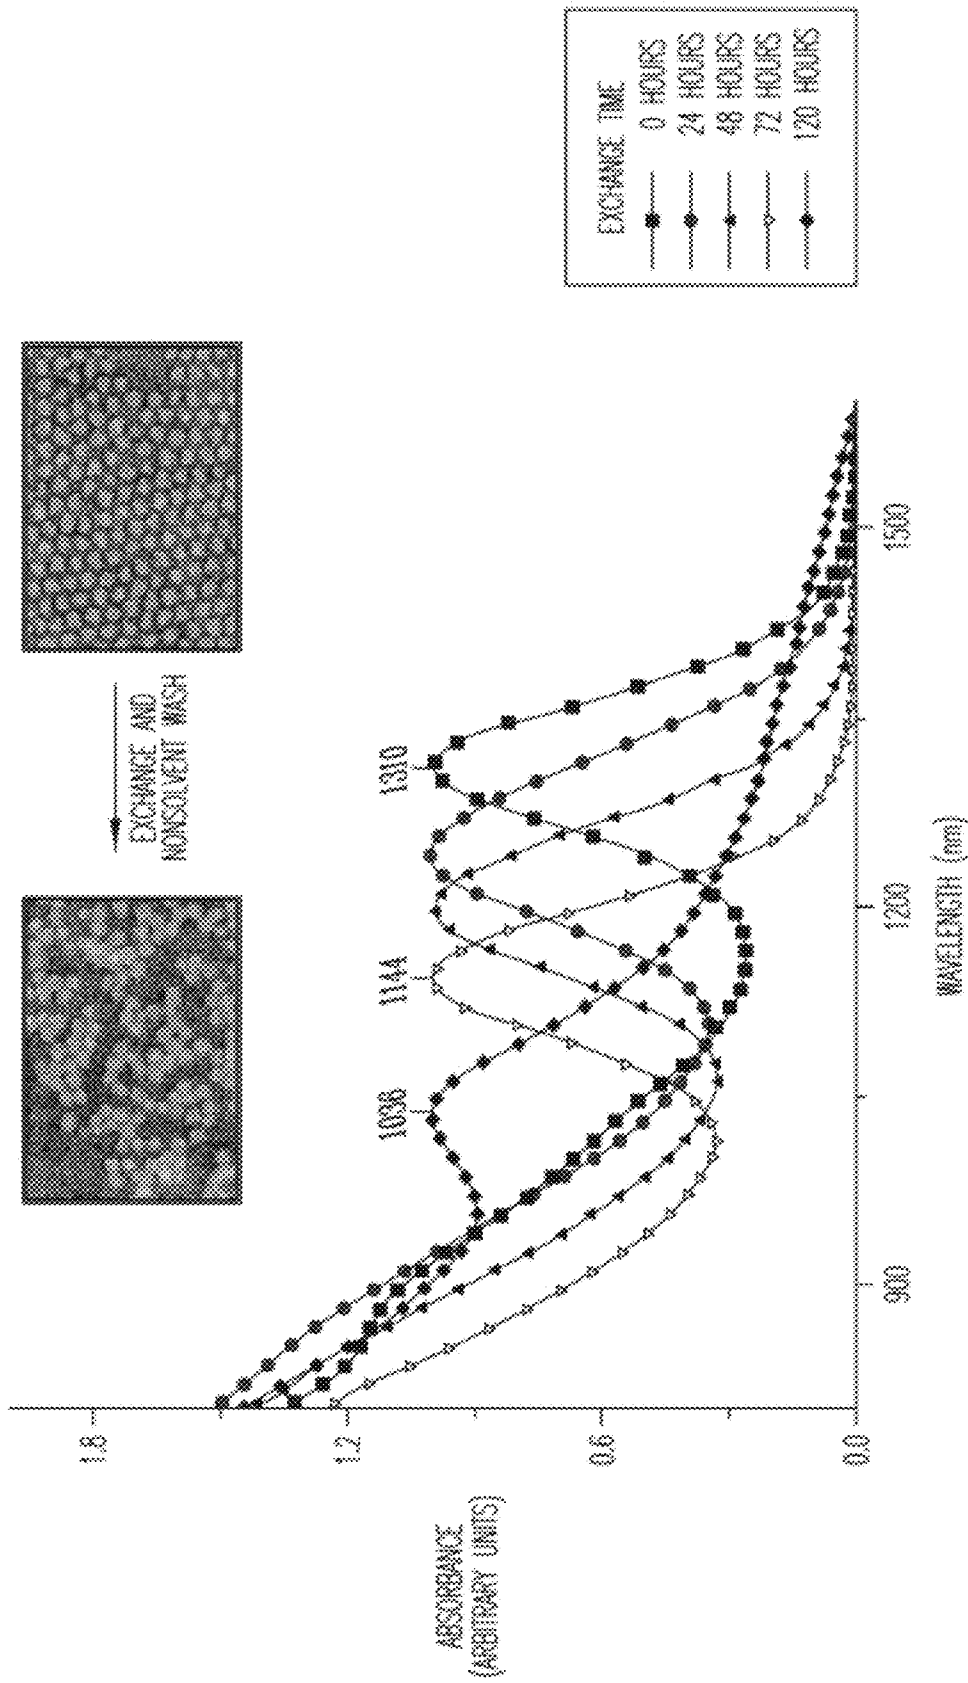 EXCHANGE AND
NONSOLVENT WASH
ABSORBANCE
(ARBITRARY UNITS)
1.8
1.2
0.6
0.0
1036
1144
1310
900
1200
1500
WAVELENGTH (nm)
EXCHANGE TIME
0 HOURS
24 HOURS
48 HOURS
72 HOURS
120 HOURS